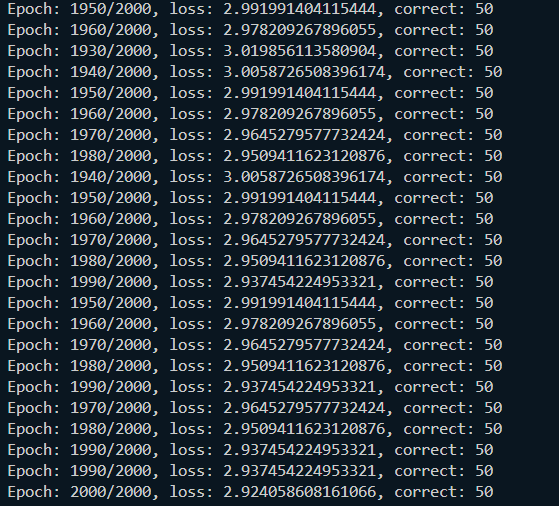 Epoch: 1950/2000, loss: 2.991991404115444, correct: 50
Epoch: 1960/2000, loss: 2.978209267896055, correct: 50
Epoch: 1930/2000, loss: 3.019856113580904, correct: 50
Epoch: 1940/2000, loss: 3.0058726508396174, correct: 50
Epoch: 1950/2000, loss: 2.991991404115444, correct: 50
Epoch: 1960/2000, loss: 2.978209267896055, correct: 50
Epoch: 1970/2000, loss: 2.9645279577732424, correct: 50
Epoch: 1980/2000, loss: 2.9509411623120876, correct: 50
Epoch: 1940/2000, loss: 3.0058726508396174, correct: 50
Epoch: 1950/2000, loss: 2.991991404115444, correct: 50
Epoch: 1960/2000, loss: 2.978209267896055, correct: 50
Epoch: 1970/2000, loss: 2.9645279577732424, correct: 50
Epoch: 1980/2000, loss: 2.9509411623120876, correct: 50
Epoch: 1990/2000, loss: 2.937454224953321, correct: 50
Epoch: 1950/2000, loss: 2.991991404115444, correct: 50
Epoch: 1960/2000, loss: 2.978209267896055, correct: 50
Epoch: 1970/2000, loss: 2.9645279577732424, correct: 50
Epoch: 1980/2000, loss: 2.9509411623120876, correct: 50
Epoch: 1990/2000, loss: 2.937454224953321, correct: 50
Epoch: 1970/2000, loss: 2.9645279577732424, correct: 50
Epoch: 1980/2000, loss: 2.9509411623120876, correct: 50
Epoch: 1990/2000, loss: 2.937454224953321, correct: 50
Epoch: 1990/2000, loss: 2.937454224953321, correct: 50
Epoch: 2000/2000, loss: 2.924058608161066, correct: 50